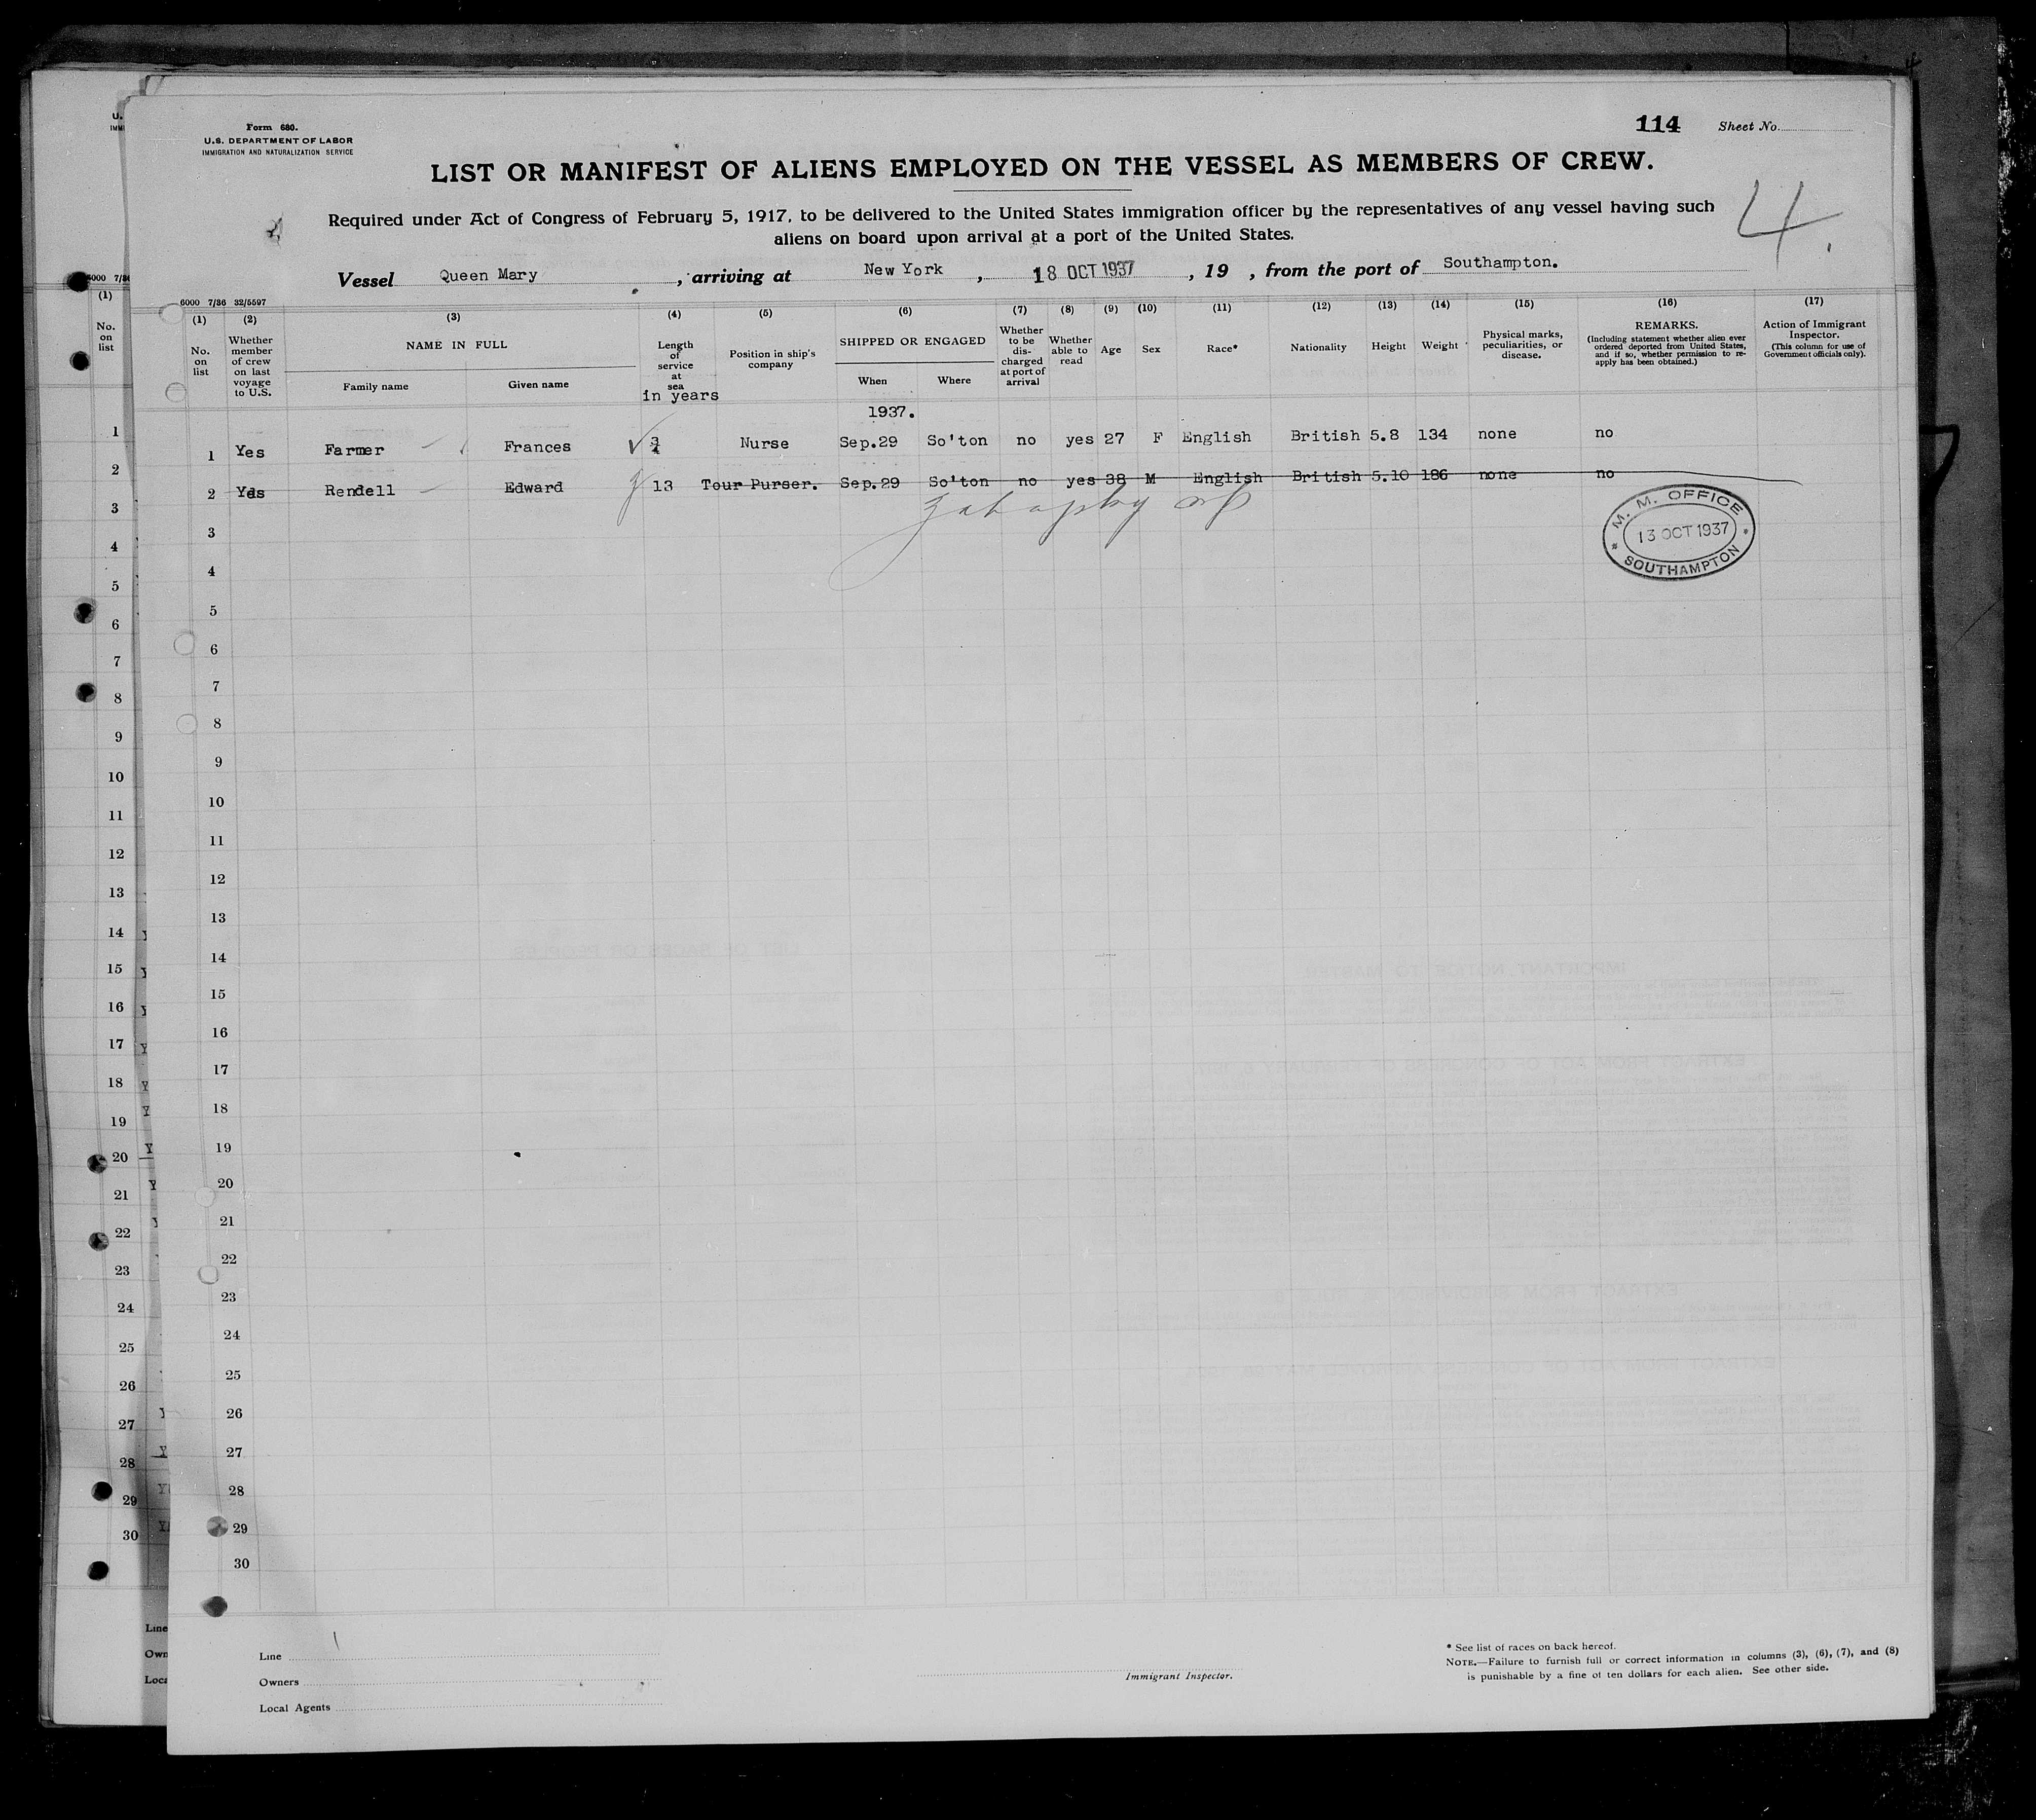 Form 680.
U.S. DEPARTMENT OF LABOR
IMMIGRATION AND NATURALIZATION SERVICE
114 Sheet No.
LIST OR MANIFEST OF ALIENS EMPLOYED ON THE VESSEL AS MEMBERS OF CREW.
4.
Required under Act of Congress of February 5, 1917, to be delivered to the United States immigration officer by the representatives of any vessel having such
aliens on board upon arrival at a port of the United States.
Vessel Queen Mary , arriving at New York , 18 OCT 1937 , 19 , from the port of Southampton.
6000 7/36 32/5597
(1) (2) (3) (4) (5) (6) (7) (8) (9) (10) (11) (12) (13) (14) (15) (16) (17)
No. on list
Whether member of crew on last voyage to U.S.
NAME IN FULL
Family name Given name
Length of service at sea
in years
Position in ship's company
SHIPPED OR ENGAGED
When Where
Whether to be dis-charged at port of arrival
Whether able to read
Age
Sex
Race*
Nationality
Height
Weight
Physical marks, peculiarities, or disease.
REMARKS.
(Including statement whether alien ever
ordered deported from United States,
and if so, whether permission to re-
apply has been obtained.)
Action of Immigrant Inspector.
(This column for use of Government officials only).
1937.
1 Yes Farmer Frances 3/4 Nurse Sep.29 So'ton no yes 27 F English British 5.8 134 none no
2 Yes Rendell Edward 13 Tour Purser. Sep.29 So'ton no yes 38 M English British 5.10 186 none no
M. M. OFFICE
13 OCT 1937
SOUTHAMPTON
3
4
5
6
7
8
9
10
11
12
13
14
15
16
17
18
19
20
21
22
23
24
25
26
27
28
29
30
Line
Owners
Local Agents
Immigrant Inspector.
* See list of races on back hereof.
NOTE.—Failure to furnish full or correct information in columns (3), (6), (7), and (8)
is punishable by a fine of ten dollars for each alien. See other side.